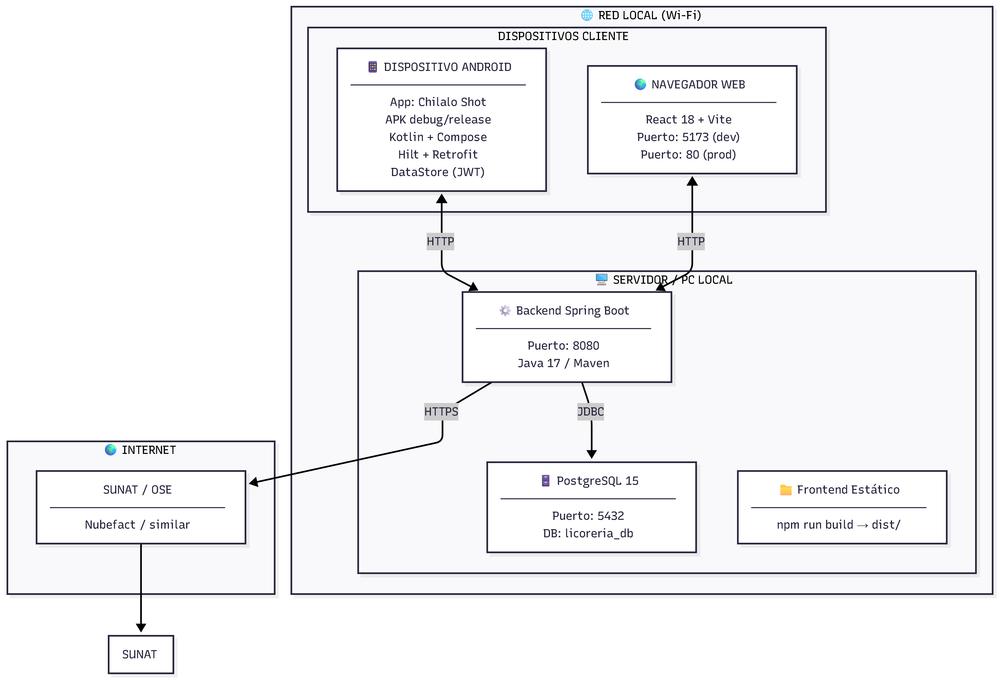 RED LOCAL (Wi-Fi)
DISPOSITIVOS CLIENTE
DISPOSITIVO ANDROID
App: Chilalo Shot
APK debug/release
Kotlin + Compose
Hilt + Retrofit
DataStore (JWT)
NAVEGADOR WEB
React 18 + Vite
Puerto: 5173 (dev)
Puerto: 80 (prod)
HTTP
HTTP
SERVIDOR / PC LOCAL
Backend Spring Boot
Puerto: 8080
Java 17 / Maven
HTTPS
JDBC
INTERNET
SUNAT / OSE
Nubefact / similar
PostgreSQL 15
Puerto: 5432
DB: licoreria_db
Frontend Estático
npm run build → dist/
SUNAT